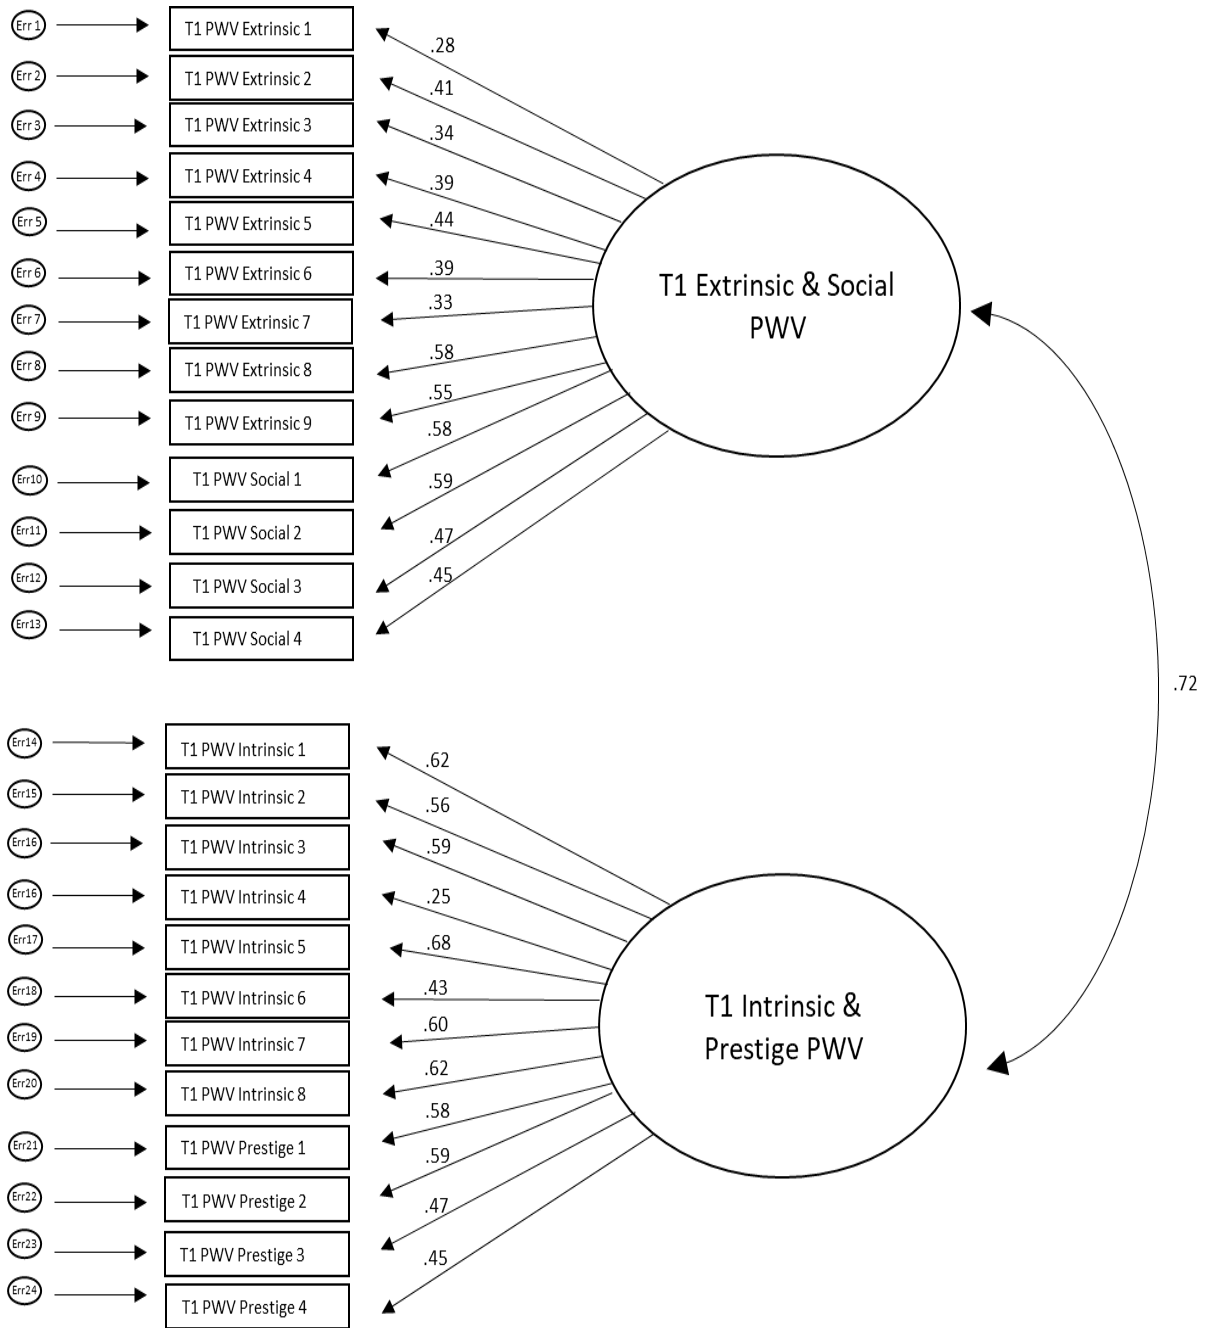 Err 1
T1 PWV Extrinsic 1
.28
Err 2
T1 PWV Extrinsic 2
.41
Err 3
T1 PWV Extrinsic 3
.34
Err 4
T1 PWV Extrinsic 4
.39
Err 5
T1 PWV Extrinsic 5
.44
Err 6
T1 PWV Extrinsic 6
.39
Err 7
T1 PWV Extrinsic 7
.33
Err 8
T1 PWV Extrinsic 8
.58
Err 9
T1 PWV Extrinsic 9
.55
Err10
T1 PWV Social 1
.58
Err11
T1 PWV Social 2
.59
Err12
T1 PWV Social 3
.47
Err13
T1 PWV Social 4
.45
T1 Extrinsic & Social
PWV
.72
Err14
T1 PWV Intrinsic 1
.62
Err15
T1 PWV Intrinsic 2
.56
Err16
T1 PWV Intrinsic 3
.59
Err16
T1 PWV Intrinsic 4
.25
Err17
T1 PWV Intrinsic 5
.68
Err18
T1 PWV Intrinsic 6
.43
Err19
T1 PWV Intrinsic 7
.60
Err20
T1 PWV Intrinsic 8
.62
Err21
T1 PWV Prestige 1
.58
Err22
T1 PWV Prestige 2
.59
Err23
T1 PWV Prestige 3
.47
Err24
T1 PWV Prestige 4
.45
T1 Intrinsic &
Prestige PWV